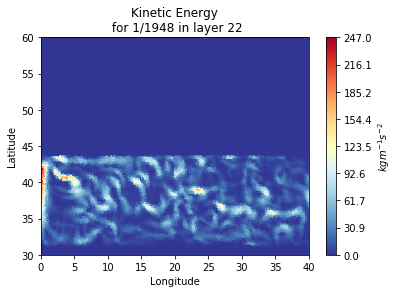 Kinetic Energy
for 1/1948 in layer 22
60
55
50
45
40
35
30
Latitude
0 5 10 15 20 25 30 35 40
Longitude
247.0
216.1
185.2
154.4
123.5
92.6
61.7
30.9
0.0
kgm⁻¹s⁻²